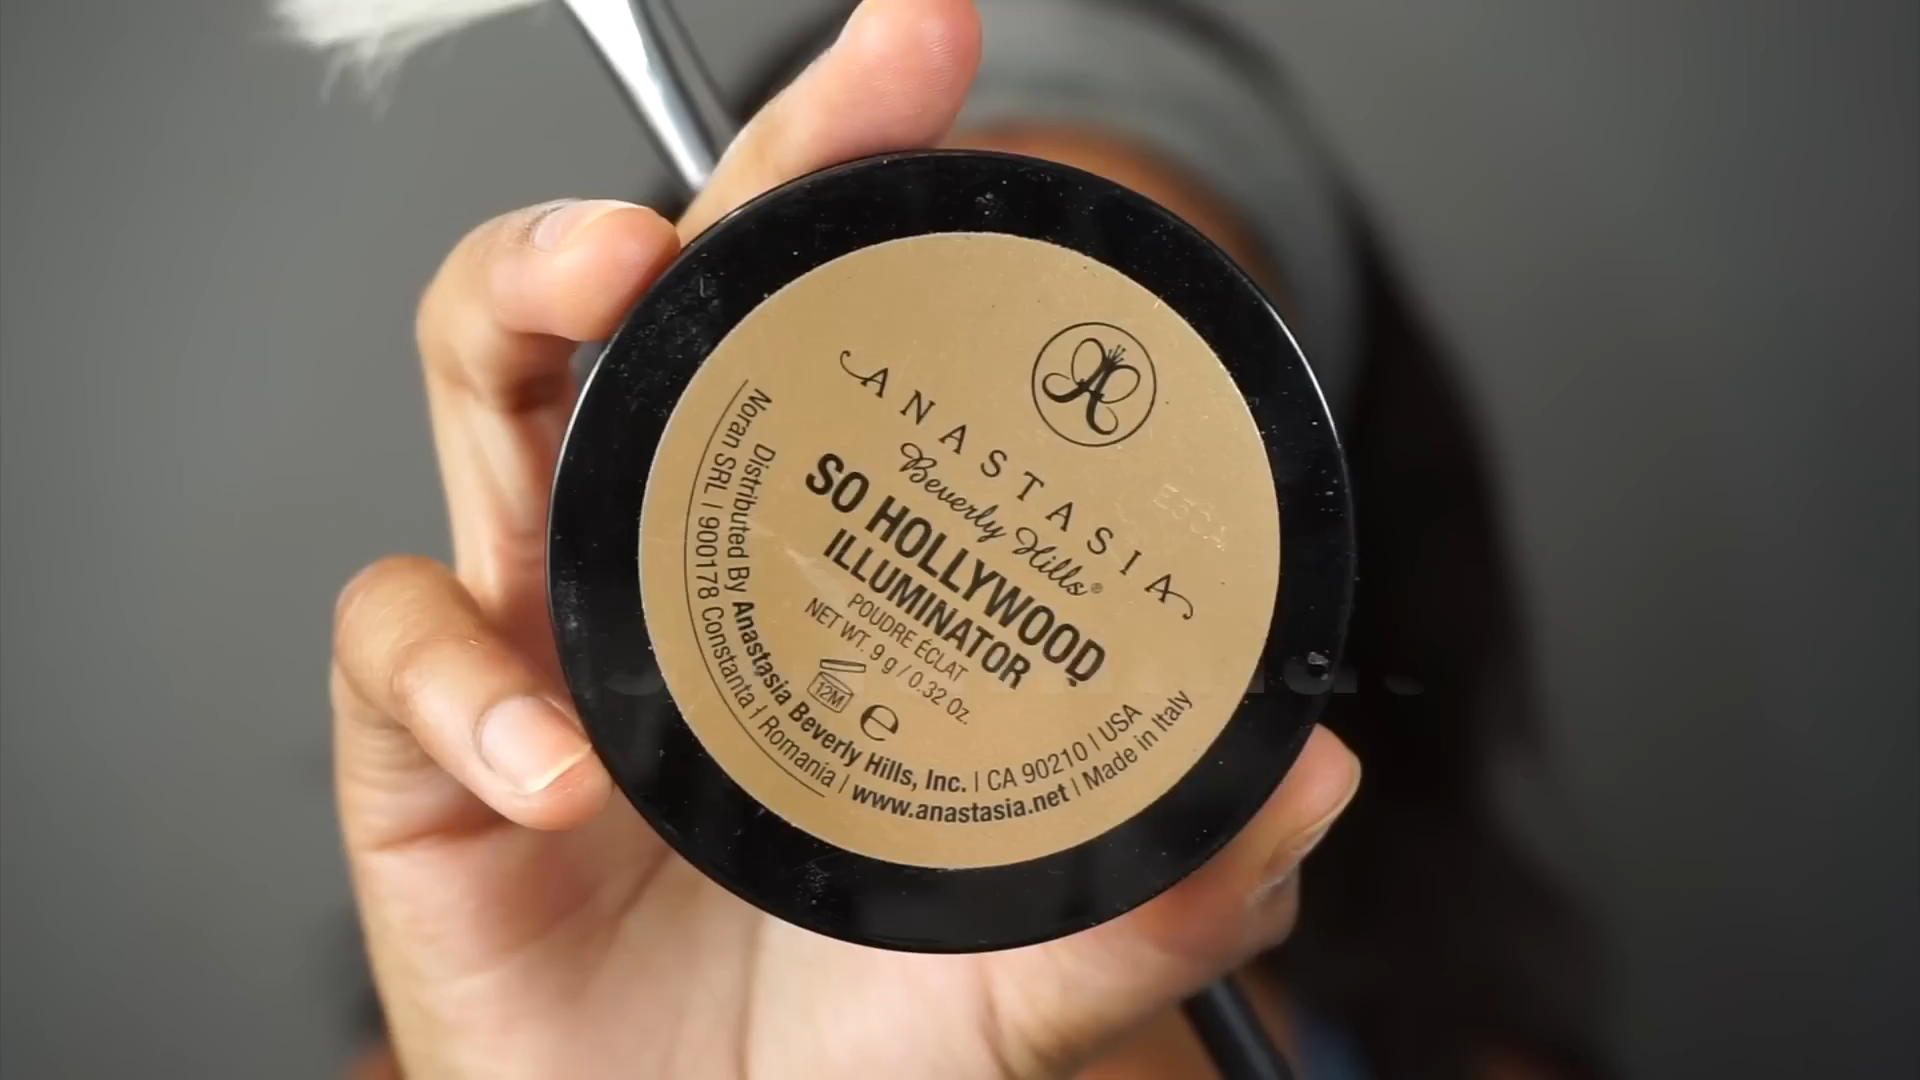 ANASTASIA
Beverly Hills®
SO HOLLYWOOD
ILLUMINATOR
POUDRE ÉCLAT
NET WT. 9 g / 0.32 Oz.
12M
e
Distributed By Anastasia Beverly Hills, Inc. | CA 90210 | USA
Noran SRL | 900178 Constanta | Romania | www.anastasia.net | Made in Italy